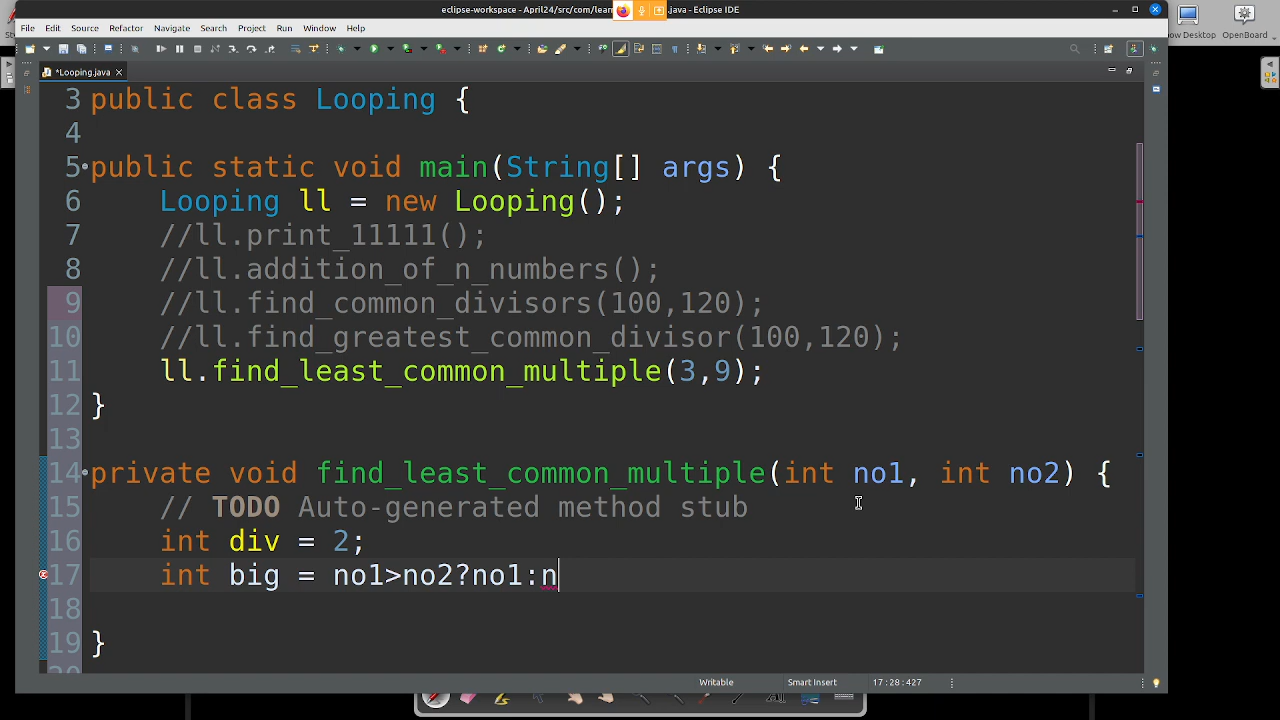 eclipse-workspace - April24/src/com/lear
.java - Eclipse IDE
File Edit Source Refactor Search Project Run Navigate Window Help
how Desktop
OpenBoard
*Looping.java
3 public class Looping {
4
5 public static void main(String[] args) {
6 Looping ll = new Looping();
7 //ll.print_11111();
8 //ll.addition_of_n_numbers();
9 //ll.find_common_divisors(100,120);
10 //ll.find_greatest_common_divisor(100,120);
11 ll.find_least_common_multiple(3,9);
12 }
13
14 private void find_least_common_multiple(int no1, int no2) {
15 // TODO Auto-generated method stub
16 int div = 2;
17 int big = no1>no2?no1:n
18
19 }
Writable Smart Insert 17:28:427